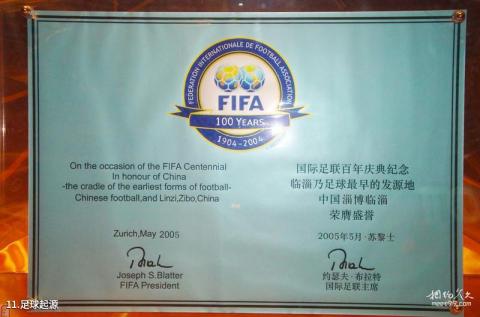 FEDERATION INTERNATIONALE DE FOOTBALL ASSOCIATION
FIFA
100 YEARS
1904-2004
On the occasion of the FIFA Centennial
In honour of China
-the cradle of the earliest forms of football-
Chinese football,and Linzi,Zibo,China
Zurich,May 2005
Joseph S.Blatter
FIFA President
国际足联百年庆典纪念
临淄乃足球最早的发源地
中国淄博临淄
荣膺盛誉
2005年5月·苏黎士
约瑟夫·布拉特
国际足联主席
11.足球起源